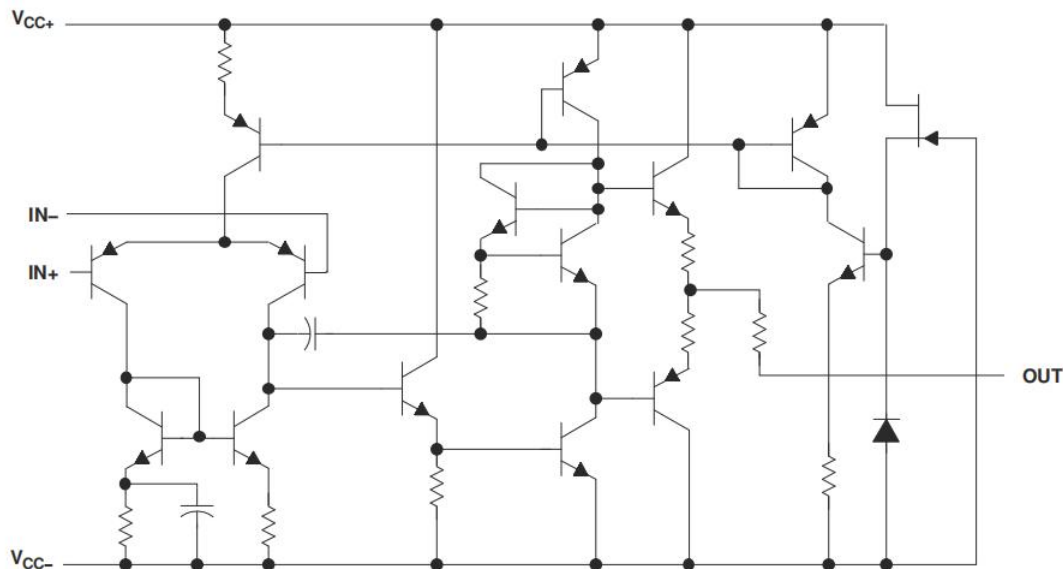 VCC+
IN–
IN+
OUT
VCC–